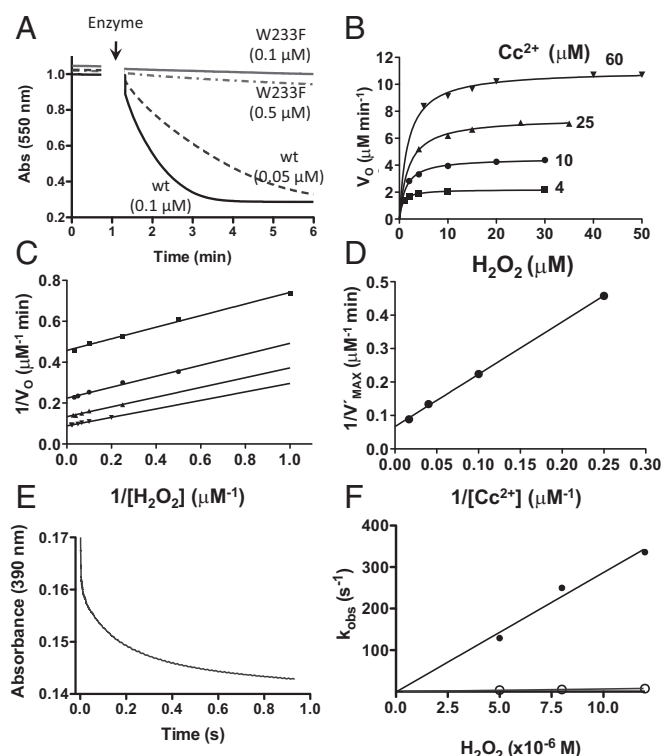 A
Enzyme
W233F
(0.1 µM)
W233F
(0.5 µM)
wt
(0.05 µM)
wt
(0.1 µM)
Abs (550 nm)
1.0
0.8
0.6
0.4
0.2
0 1 2 3 4 5 6
Time (min)
B
Cc²⁺ (µM)
60
25
10
4
V₀ (µM min⁻¹)
12
10
8
6
4
2
0
0 10 20 30 40 50
H₂O₂ (µM)
C
1/V₀ (µM⁻¹ min)
0.8
0.6
0.4
0.2
0.0
0.0 0.2 0.4 0.6 0.8 1.0
1/[H₂O₂] (µM⁻¹)
D
1/V′MAX (µM⁻¹ min)
0.5
0.4
0.3
0.2
0.1
0.0
0.00 0.05 0.10 0.15 0.20 0.25 0.30
1/[Cc²⁺] (µM⁻¹)
E
Absorbance (390 nm)
0.17
0.16
0.15
0.14
0.0 0.2 0.4 0.6 0.8 1.0
Time (s)
F
kobs (s⁻¹)
400
300
200
100
0.0 2.5 5.0 7.5 10.0
H₂O₂ (x10⁻⁶ M)